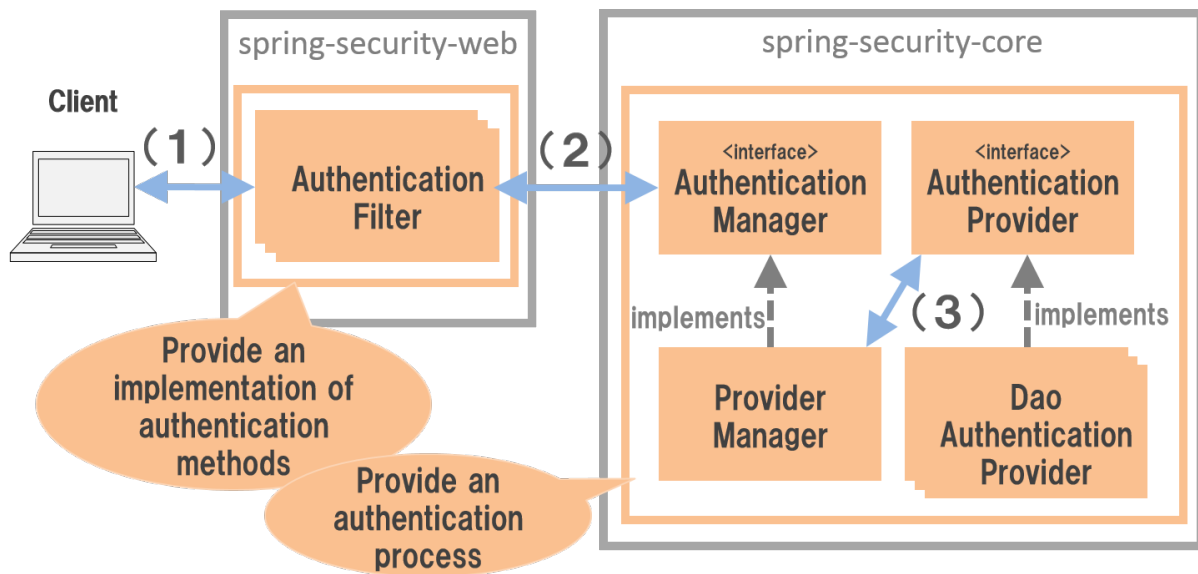 spring-security-web
spring-security-core
Client
(1)
(2)
Authentication
Filter
<interface>
Authentication
Manager
<interface>
Authentication
Provider
implements
(3)
implements
Provide an
implementation of
authentication
methods
Provider
Manager
Dao
Authentication
Provider
Provide an
authentication
process